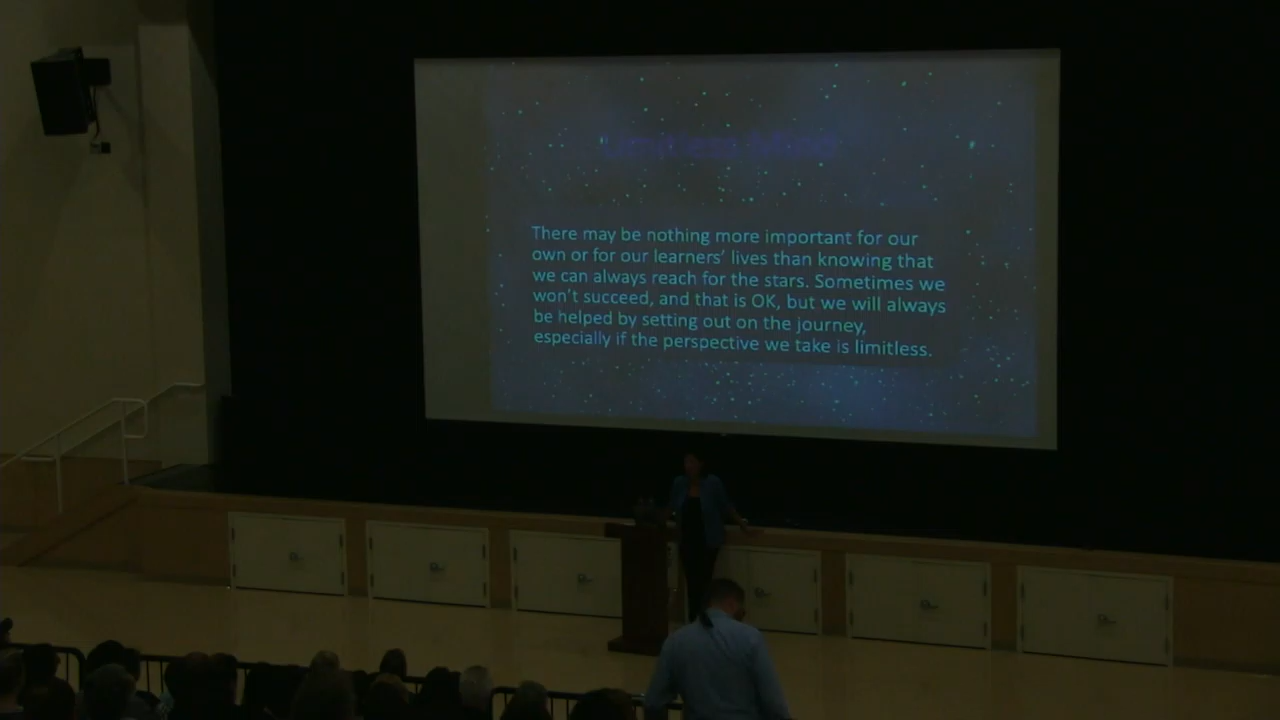 Limitless Mind
There may be nothing more important for our
own or for our learners' lives than knowing that
we can always reach for the stars. Sometimes we
won't succeed, and that is OK, but we will always
be helped by setting out on the journey,
especially if the perspective we take is limitless.